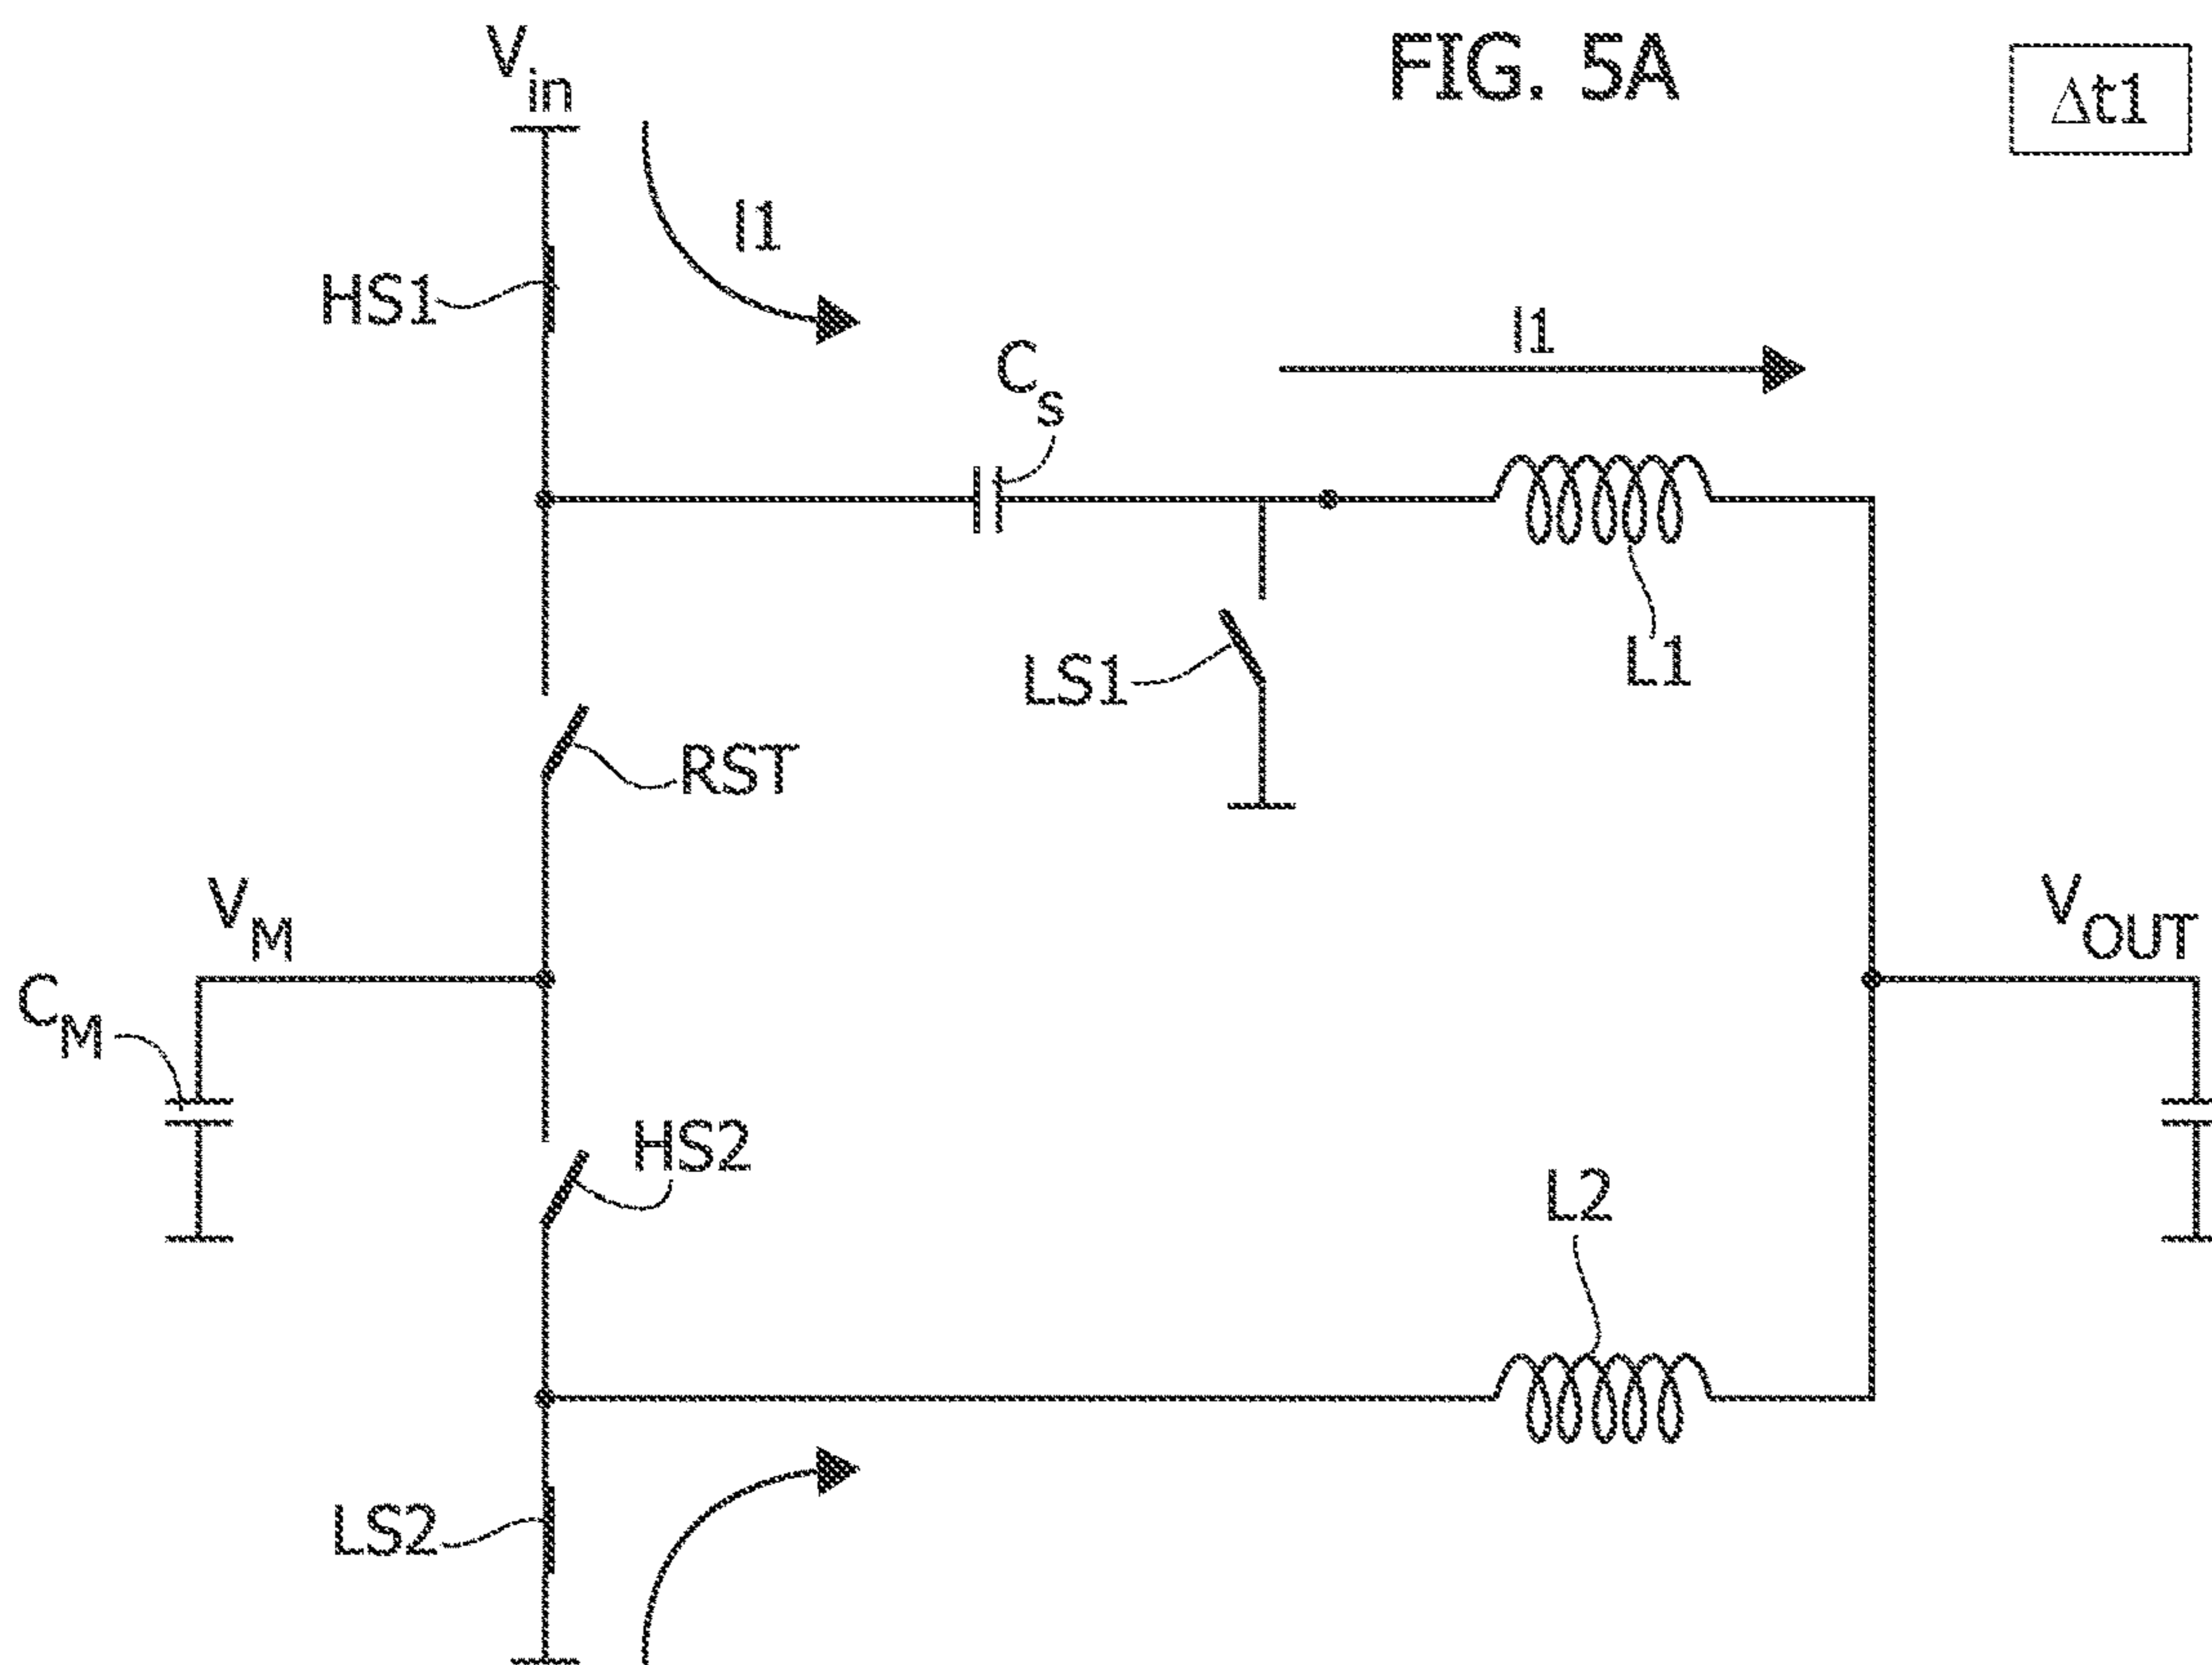 FIG. 5A
Δt1
Vin
I1
HS1
I1
Cs
L1
LS1
RST
VM
VOUT
CM
HS2
L2
LS2